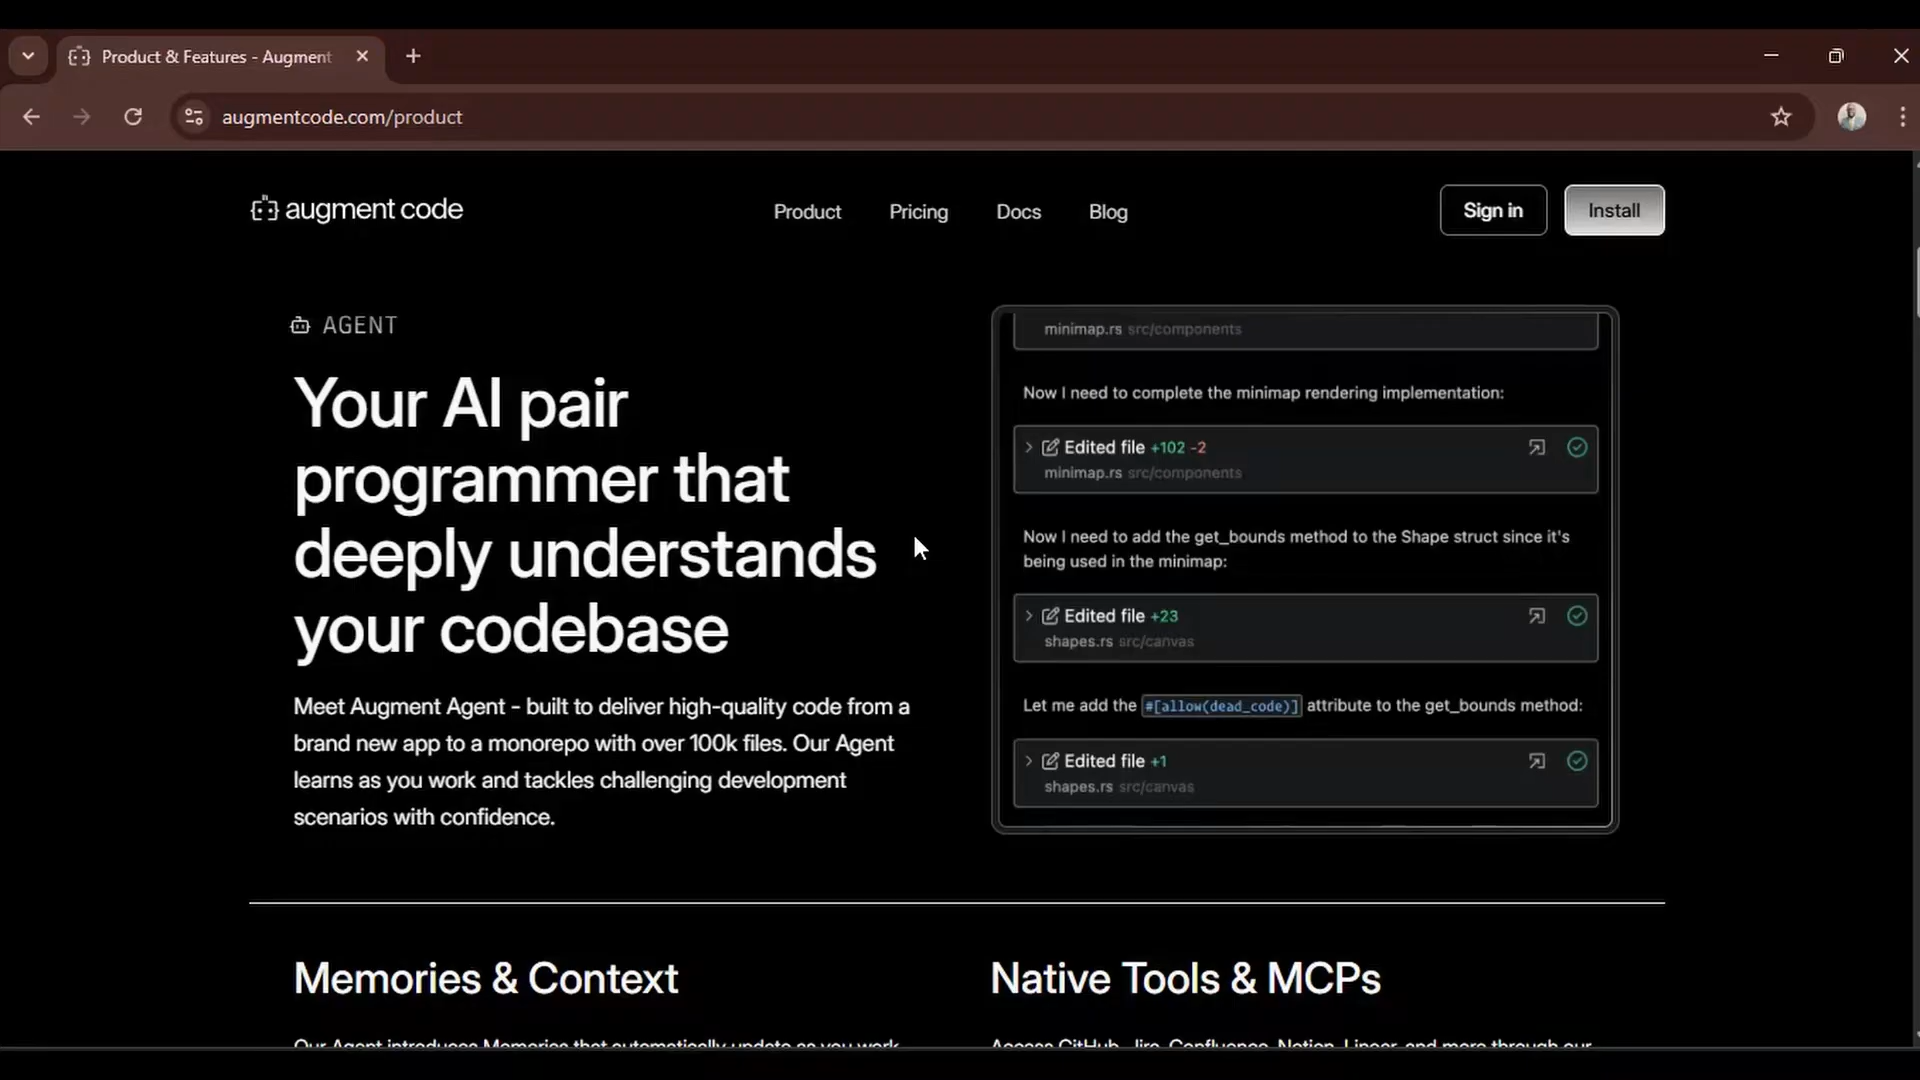 Product & Features - Augment
augmentcode.com/product
augment code
Product
Pricing
Docs
Blog
Sign in
Install
AGENT
Your AI pair
programmer that
deeply understands
your codebase
Meet Augment Agent - built to deliver high-quality code from a
brand new app to a monorepo with over 100k files. Our Agent
learns as you work and tackles challenging development
scenarios with confidence.
minimap.rs src/components
Now I need to complete the minimap rendering implementation:
Edited file +102 -2
minimap.rs src/components
Now I need to add the get_bounds method to the Shape struct since it's
being used in the minimap:
Edited file +23
shapes.rs src/canvas
Let me add the #[allow(dead_code)] attribute to the get_bounds method:
Edited file +1
shapes.rs src/canvas
Memories & Context
Our Agent introduces Memories that automatically update as you work
Native Tools & MCPs
Access GitHub, Jira, Confluence, Notion, Linear, and more through our